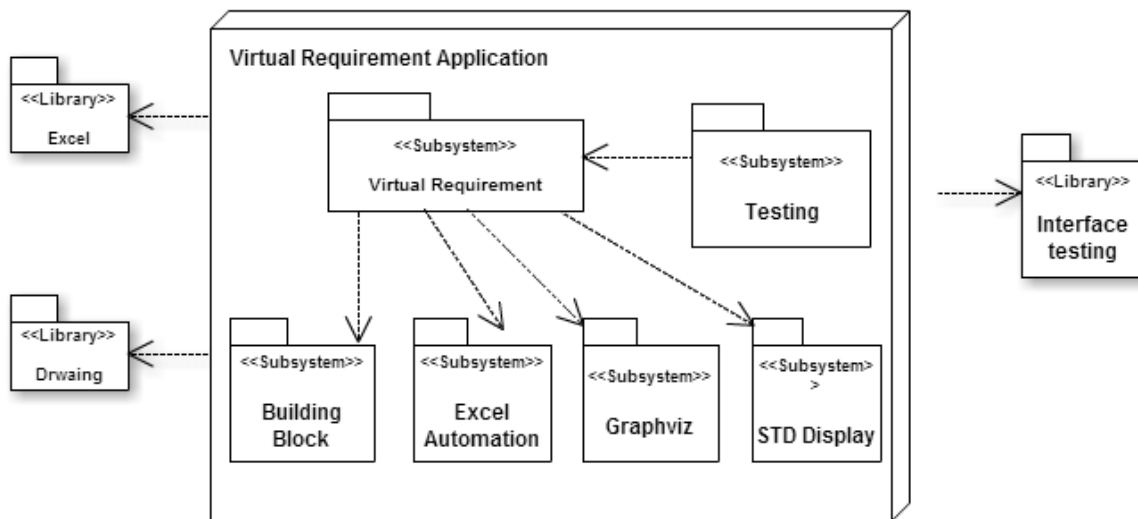 Virtual Requirement Application
<<Library>>
Excel
<<Subsystem>>
Virtual Requirement
<<Subsystem>>
Testing
<<Library>>
Interface
testing
<<Library>>
Drwaing
<<Subsystem>>
Building
Block
<<Subsystem>>
Excel
Automation
<<Subsystem>>
Graphviz
<<Subsystem>
>
STD Display